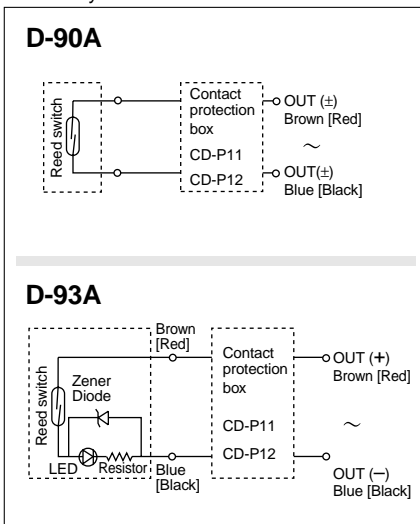 D-90A
Reed switch
Contact
protection
box
CD-P11
CD-P12
OUT (±)
Brown [Red]
~
OUT(±)
Blue [Black]
D-93A
Brown
[Red]
Reed switch
Zener
Diode
LED
Resistor
Blue
[Black]
Contact
protection
box
CD-P11
CD-P12
OUT (+)
Brown [Red]
~
OUT (−)
Blue [Black]